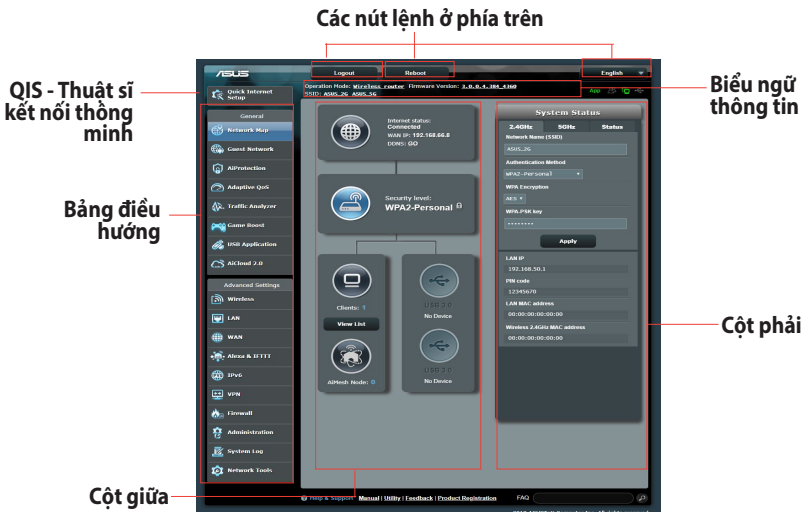 Các nút lệnh ở phía trên
QIS - Thuật sĩ
kết nối thông
minh
Bảng điều
hướng
Cột giữa
Biểu ngữ
thông tin
Cột phải
ASUS
Logout
Reboot
English
Quick Internet
Setup
Operation Mode: Wireless router Firmware Version: 3.0.0.4.384_4360
SSID: ASUS_2G ASUS_5G
App
General
Network Map
Guest Network
AiProtection
Adaptive QoS
Traffic Analyzer
Game Boost
USB Application
AiCloud 2.0
Advanced Settings
Wireless
LAN
WAN
Alexa & IFTTT
IPv6
VPN
Firewall
Administration
System Log
Network Tools
Internet status:
Connected
WAN IP: 192.168.66.8
DDNS: GO
Security level:
WPA2-Personal
Clients: 1
View List
AiMesh Node: 0
USB 3.0
No Device
USB 3.0
No Device
System Status
2.4GHz 5GHz Status
Network Name (SSID)
ASUS_2G
Authentication Method
WPA2-Personal
WPA Encryption
AES
WPA-PSK key
••••••••
Apply
LAN IP
192.168.50.1
PIN code
12345670
LAN MAC address
00:00:00:00:00:00
Wireless 2.4GHz MAC address
00:00:00:00:00:00
Help & Support Manual | Utility | Feedback | Product Registration FAQ